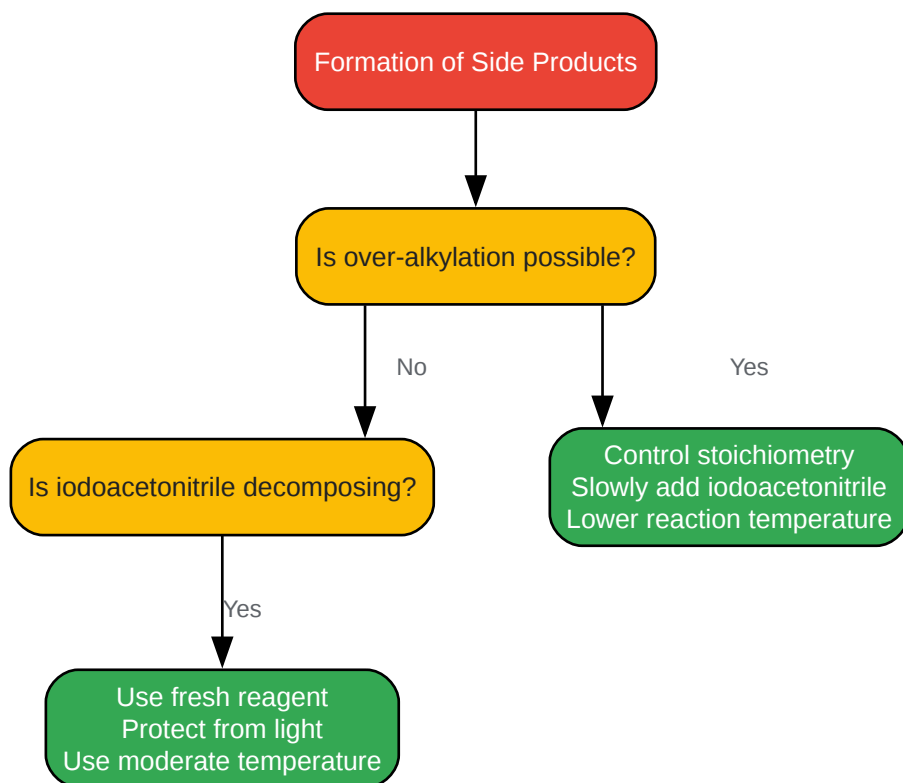 Formation of Side Products
Is over-alkylation possible?
No
Yes
Is iodoacetonitrile decomposing?
Control stoichiometry
Slowly add iodoacetonitrile
Lower reaction temperature
Yes
Use fresh reagent
Protect from light
Use moderate temperature